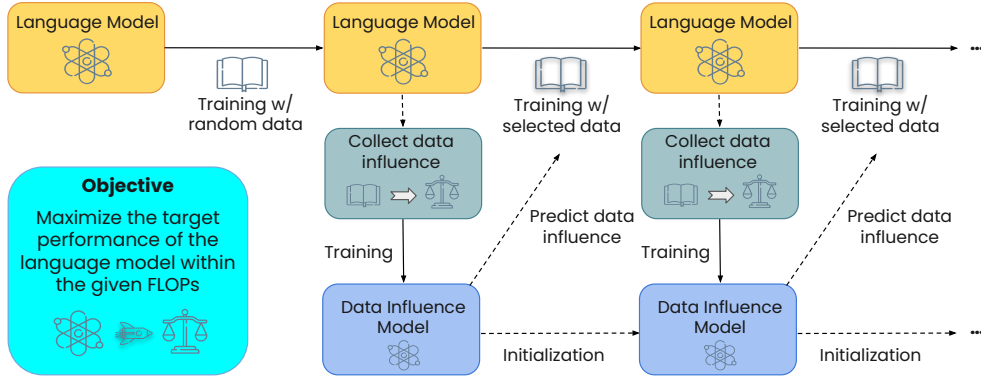 Language Model
Language Model
Language Model
...
Training w/
random data
Training w/
selected data
Training w/
selected data
Collect data
influence
Collect data
influence
Objective
Maximize the target
performance of the
language model within
the given FLOPs
Training
Predict data
influence
Training
Predict data
influence
Data Influence
Model
Initialization
Data Influence
Model
Initialization
...